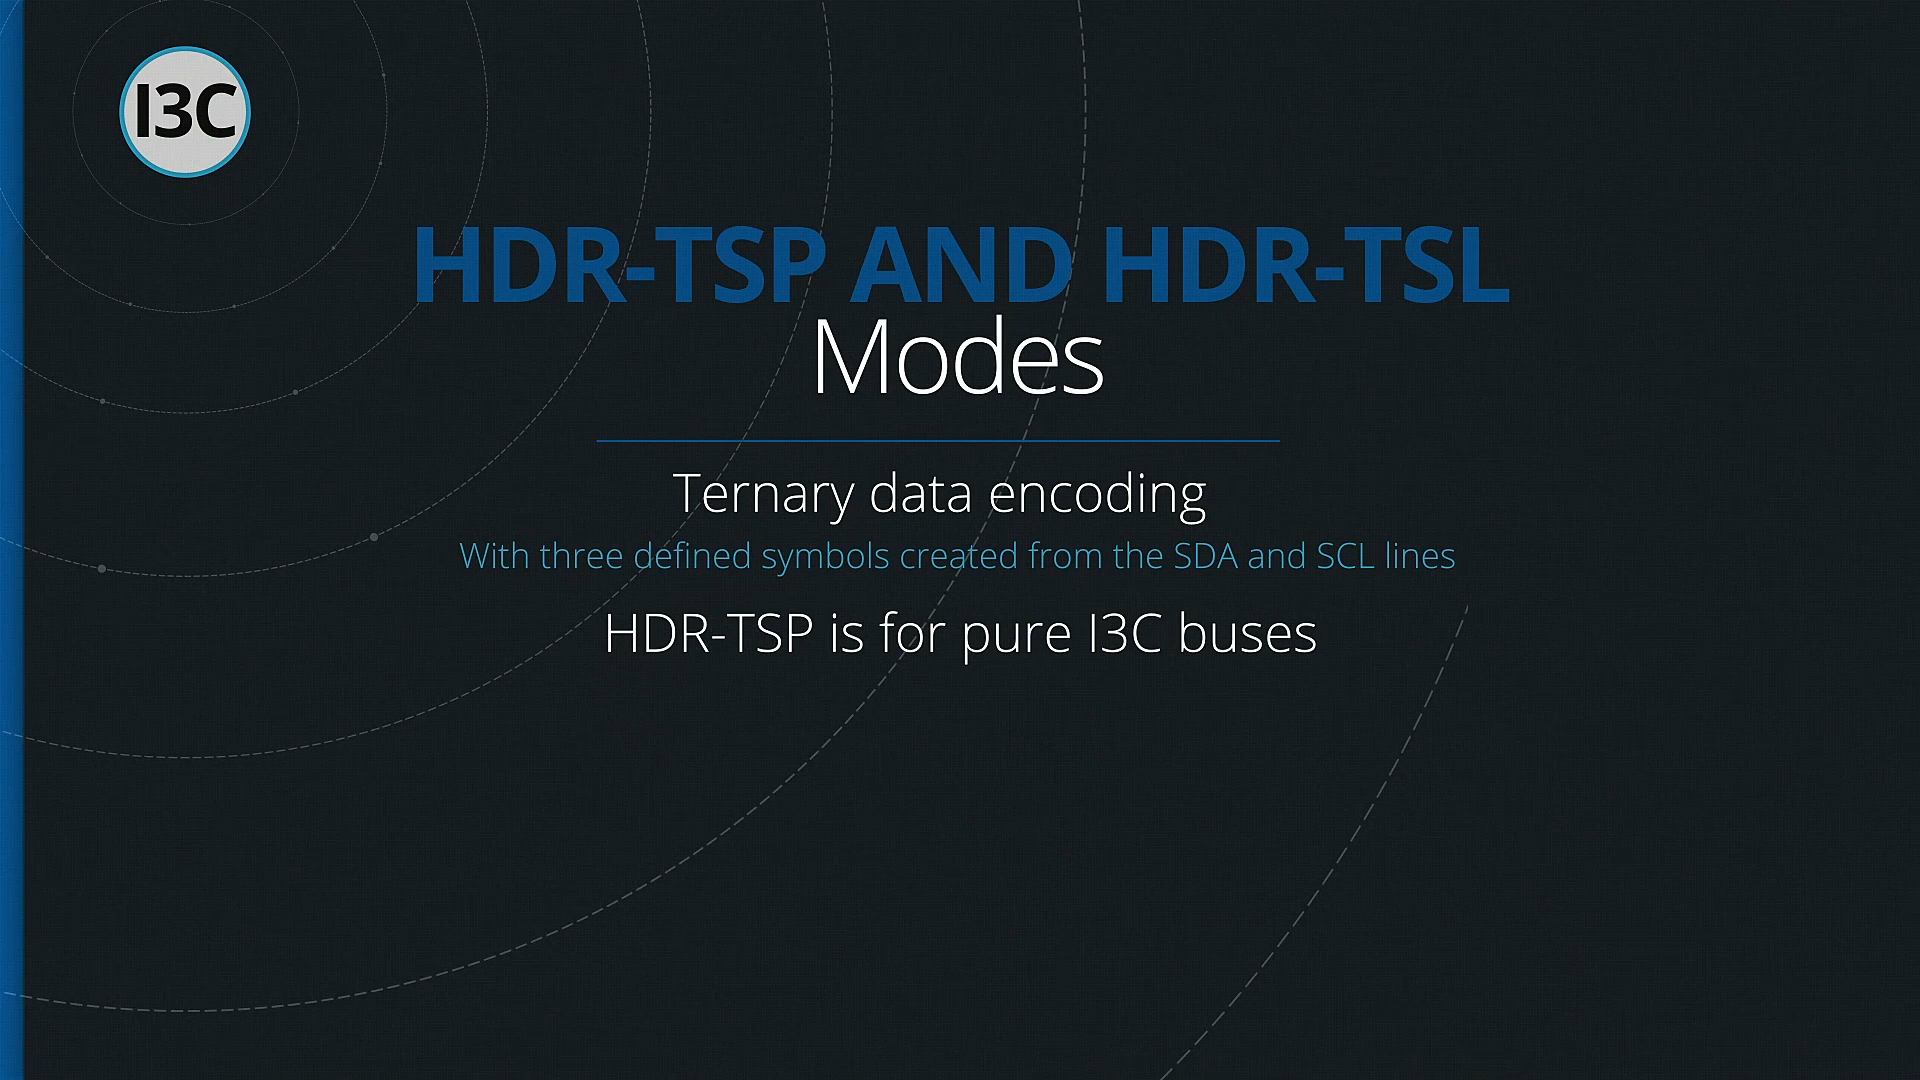 I3C
HDR-TSP AND HDR-TSL
Modes
Ternary data encoding
With three defined symbols created from the SDA and SCL lines
HDR-TSP is for pure I3C buses